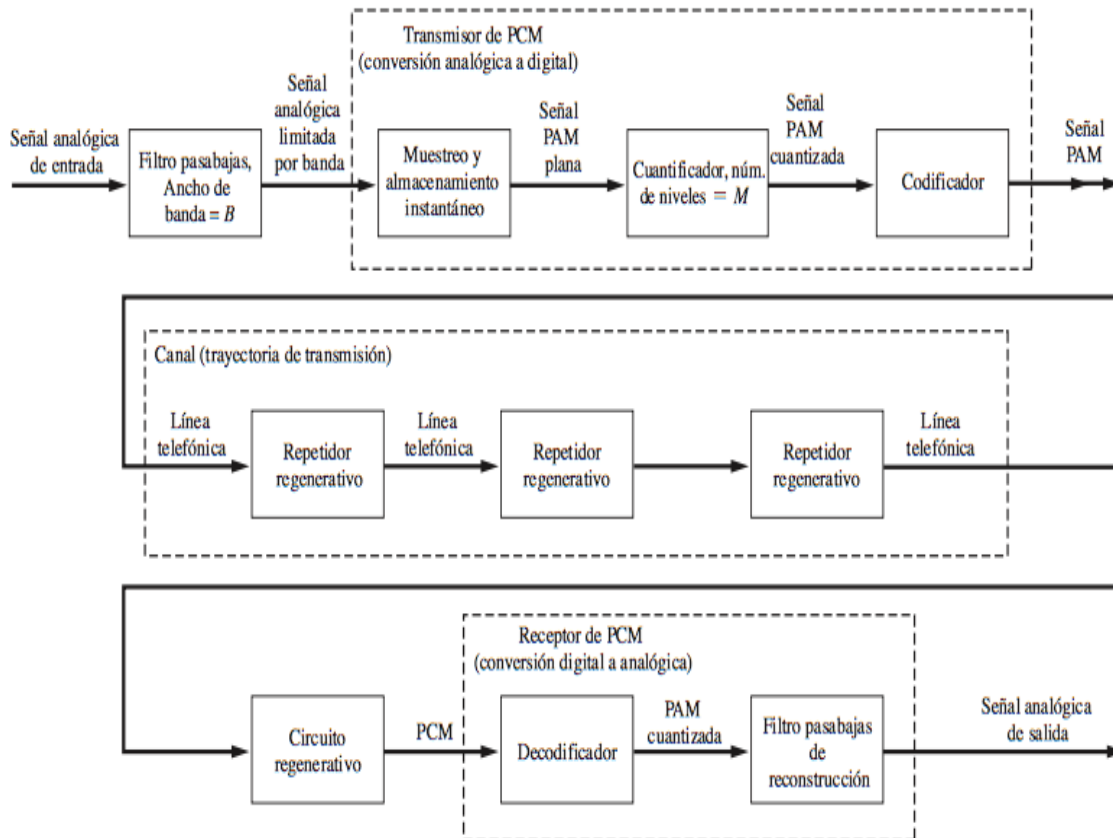 Transmisor de PCM
(conversión analógica a digital)
Señal analógica
de entrada
Filtro pasabajas,
Ancho de
banda = B
Señal
analógica
limitada
por banda
Muestreo y
almacenamiento
instantáneo
Señal
PAM
plana
Cuantificador, núm.
de niveles = M
Señal
PAM
cuantizada
Codificador
Señal
PAM
Canal (trayectoria de transmisión)
Línea
telefónica
Repetidor
regenerativo
Línea
telefónica
Repetidor
regenerativo
Repetidor
regenerativo
Línea
telefónica
Receptor de PCM
(conversión digital a analógica)
Circuito
regenerativo
PCM
Decodificador
PAM
cuantizada
Filtro pasabajas
de
reconstrucción
Señal analógica
de salida